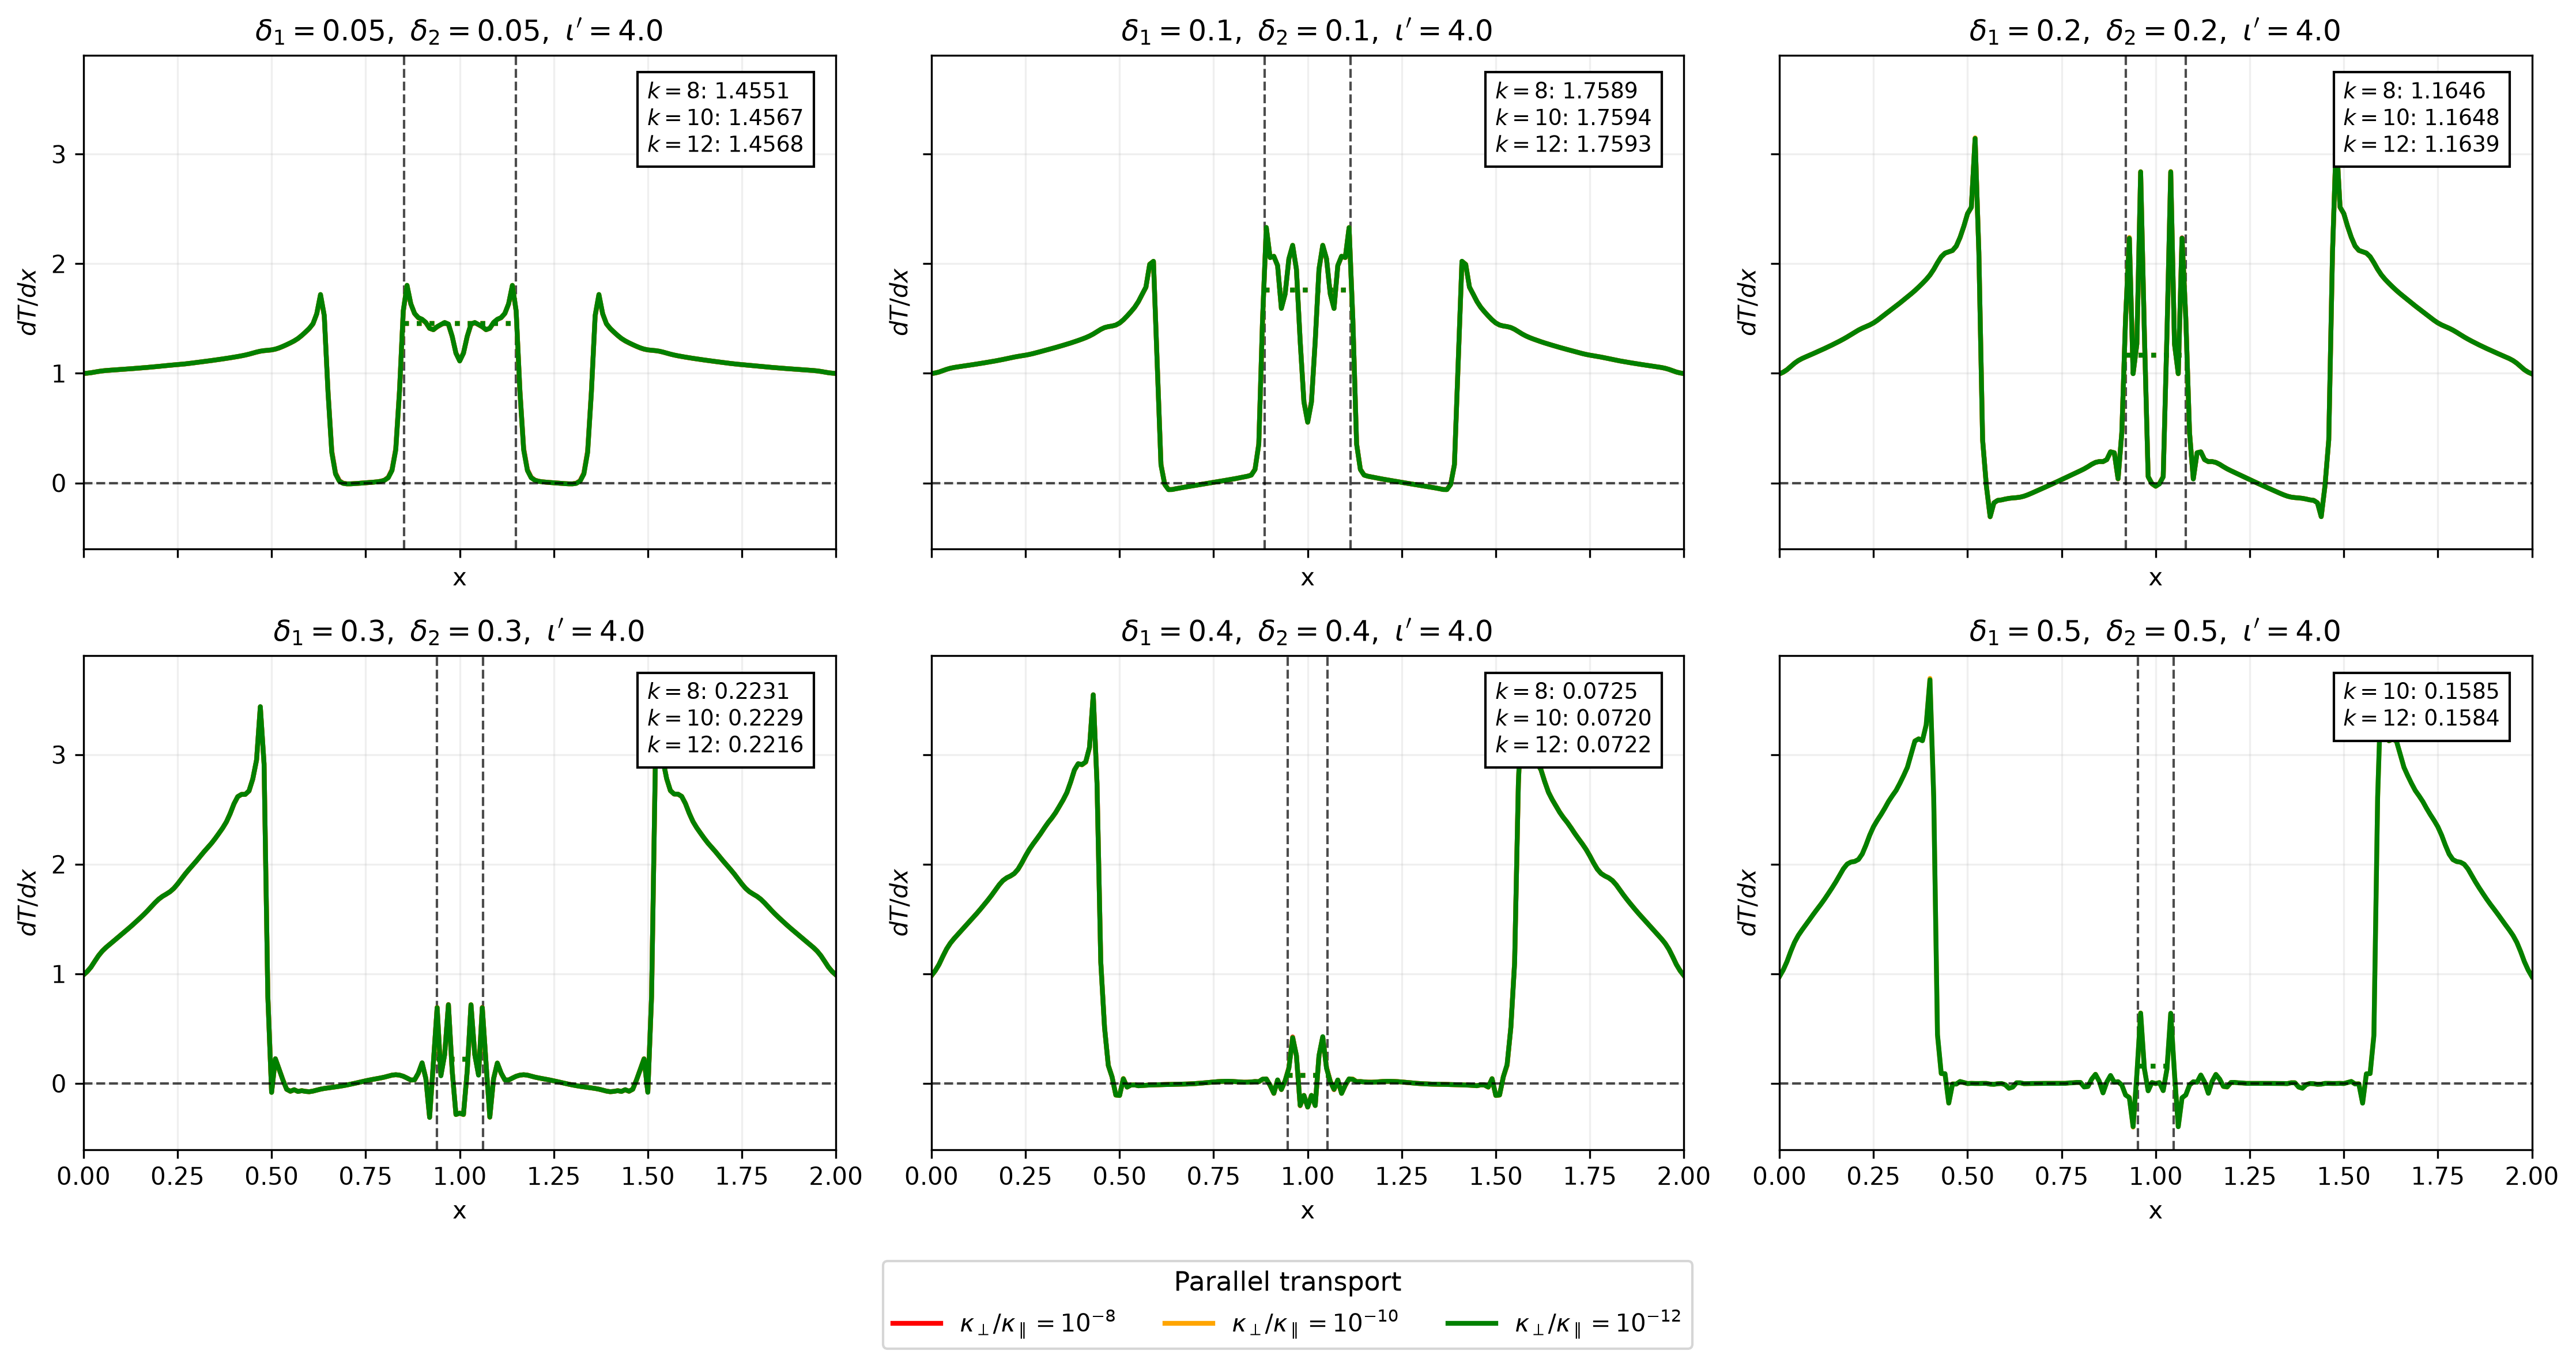 δ₁ = 0.05, δ₂ = 0.05, ι′ = 4.0
k = 8: 1.4551
k = 10: 1.4567
k = 12: 1.4568
3
2
1
0
dT/dx
x
δ₁ = 0.1, δ₂ = 0.1, ι′ = 4.0
k = 8: 1.7589
k = 10: 1.7594
k = 12: 1.7593
dT/dx
x
δ₁ = 0.2, δ₂ = 0.2, ι′ = 4.0
k = 8: 1.1646
k = 10: 1.1648
k = 12: 1.1639
dT/dx
x
δ₁ = 0.3, δ₂ = 0.3, ι′ = 4.0
k = 8: 0.2231
k = 10: 0.2229
k = 12: 0.2216
3
2
1
0
dT/dx
0.00 0.25 0.50 0.75 1.00 1.25 1.50 1.75 2.00
x
δ₁ = 0.4, δ₂ = 0.4, ι′ = 4.0
k = 8: 0.0725
k = 10: 0.0720
k = 12: 0.0722
dT/dx
0.00 0.25 0.50 0.75 1.00 1.25 1.50 1.75 2.00
x
δ₁ = 0.5, δ₂ = 0.5, ι′ = 4.0
k = 10: 0.1585
k = 12: 0.1584
dT/dx
0.00 0.25 0.50 0.75 1.00 1.25 1.50 1.75 2.00
x
Parallel transport
κ⊥/κ∥ = 10⁻⁸ κ⊥/κ∥ = 10⁻¹⁰ κ⊥/κ∥ = 10⁻¹²